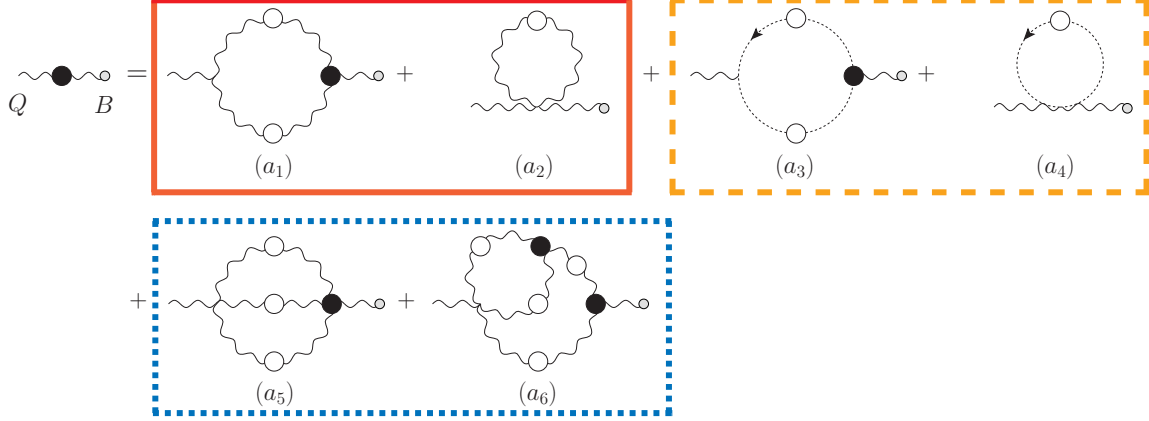 = + + +
Q B
(a₁) (a₂) (a₃) (a₄)
+ +
(a₅) (a₆)